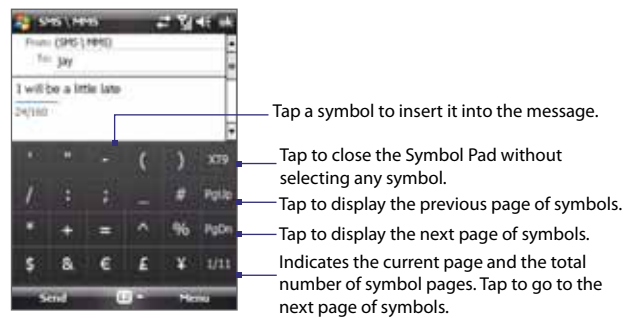 SMS \ MMS ok
From: (SMS \ MMS)
To: Jay
I will be a little late
24/160
Tap a symbol to insert it into the message.
' " - ( ) XT9
Tap to close the Symbol Pad without
selecting any symbol.
/ : ; _ # PgUp
Tap to display the previous page of symbols.
* + = ^ % PgDn
Tap to display the next page of symbols.
$ & € £ ¥ 1/11
Indicates the current page and the total
number of symbol pages. Tap to go to the
next page of symbols.
Send Menu